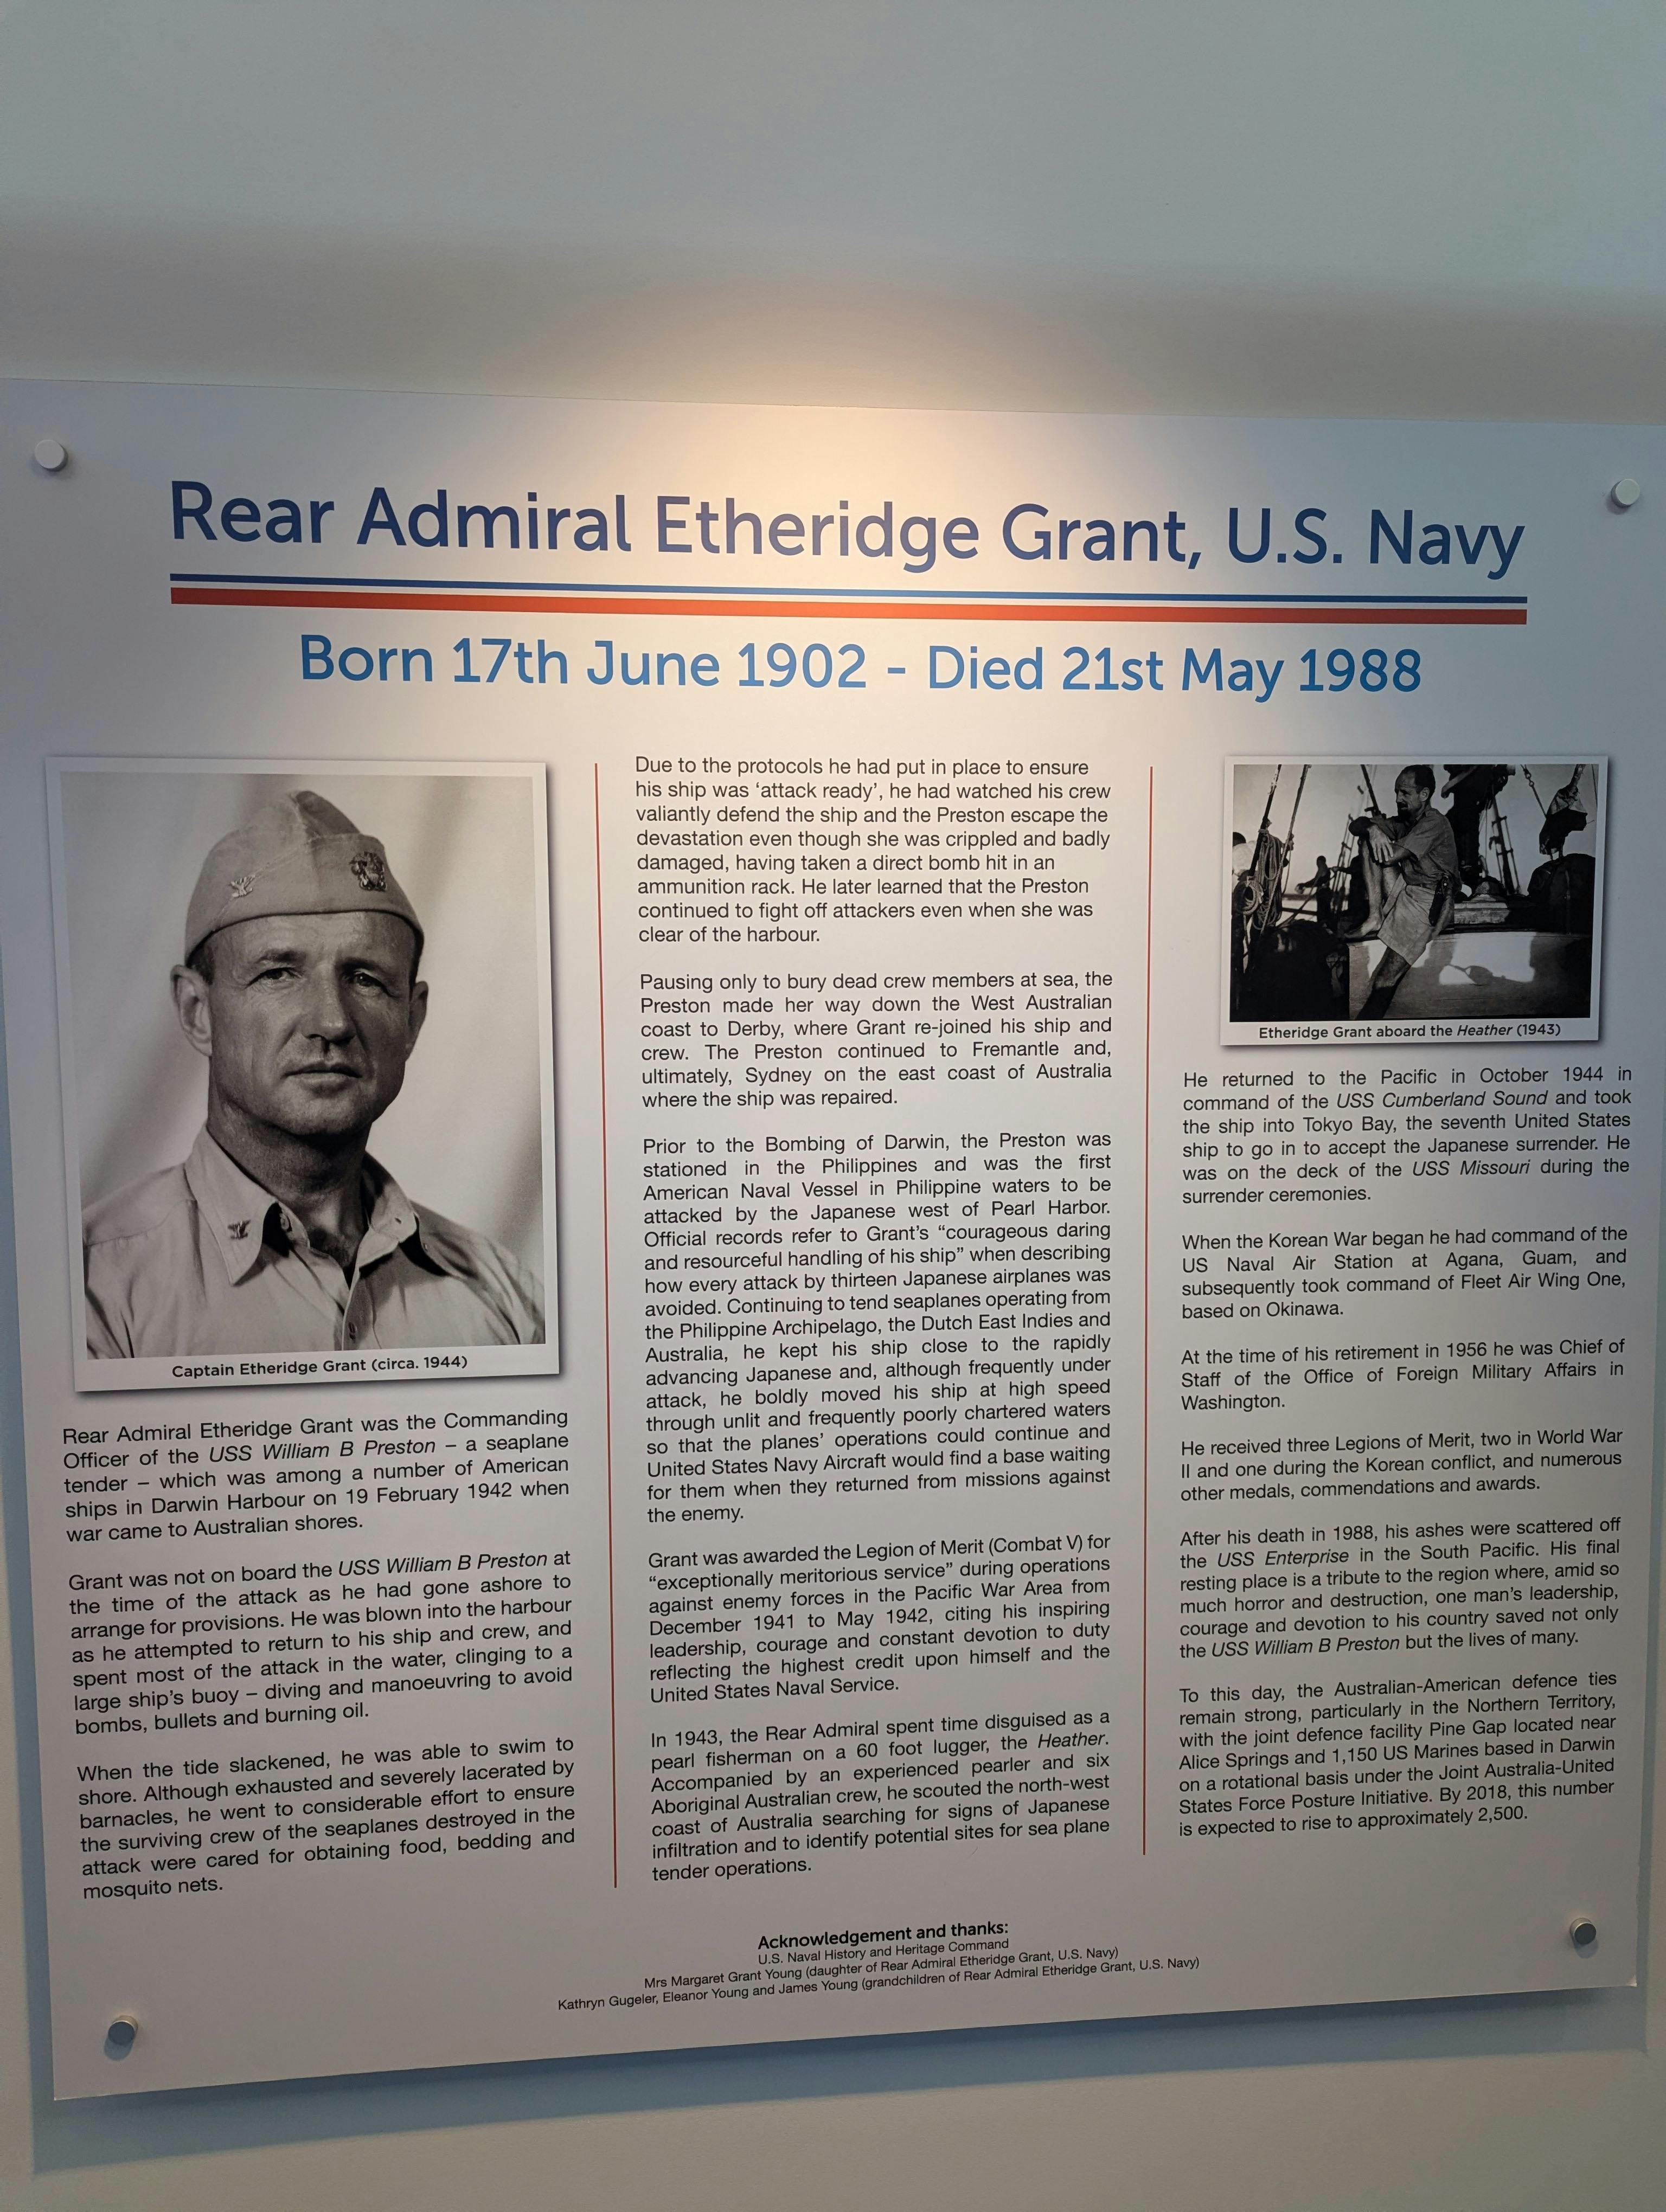 Rear Admiral Etheridge Grant, U.S. Navy
Born 17th June 1902 - Died 21st May 1988
Captain Etheridge Grant (circa. 1944)
Rear Admiral Etheridge Grant was the Commanding
Officer of the USS William B Preston – a seaplane
tender – which was among a number of American
ships in Darwin Harbour on 19 February 1942 when
war came to Australian shores.
Grant was not on board the USS William B Preston at
the time of the attack as he had gone ashore to
arrange for provisions. He was blown into the harbour
as he attempted to return to his ship and crew, and
spent most of the attack in the water, clinging to a
large ship's buoy – diving and manoeuvring to avoid
bombs, bullets and burning oil.
When the tide slackened, he was able to swim to
shore. Although exhausted and severely lacerated by
barnacles, he went to considerable effort to ensure
the surviving crew of the seaplanes destroyed in the
attack were cared for obtaining food, bedding and
mosquito nets.
Due to the protocols he had put in place to ensure
his ship was ‘attack ready’, he had watched his crew
valiantly defend the ship and the Preston escape the
devastation even though she was crippled and badly
damaged, having taken a direct bomb hit in an
ammunition rack. He later learned that the Preston
continued to fight off attackers even when she was
clear of the harbour.
Pausing only to bury dead crew members at sea, the
Preston made her way down the West Australian
coast to Derby, where Grant re-joined his ship and
crew. The Preston continued to Fremantle and,
ultimately, Sydney on the east coast of Australia
where the ship was repaired.
Prior to the Bombing of Darwin, the Preston was
stationed in the Philippines and was the first
American Naval Vessel in Philippine waters to be
attacked by the Japanese west of Pearl Harbor.
Official records refer to Grant's “courageous daring
and resourceful handling of his ship” when describing
how every attack by thirteen Japanese airplanes was
avoided. Continuing to tend seaplanes operating from
the Philippine Archipelago, the Dutch East Indies and
Australia, he kept his ship close to the rapidly
advancing Japanese and, although frequently under
attack, he boldly moved his ship at high speed
through unlit and frequently poorly chartered waters
so that the planes' operations could continue and
United States Navy Aircraft would find a base waiting
for them when they returned from missions against
the enemy.
Grant was awarded the Legion of Merit (Combat V) for
“exceptionally meritorious service” during operations
against enemy forces in the Pacific War Area from
December 1941 to May 1942, citing his inspiring
leadership, courage and constant devotion to duty
reflecting the highest credit upon himself and the
United States Naval Service.
In 1943, the Rear Admiral spent time disguised as a
pearl fisherman on a 60 foot lugger, the Heather.
Accompanied by an experienced pearler and six
Aboriginal Australian crew, he scouted the north-west
coast of Australia searching for signs of Japanese
infiltration and to identify potential sites for sea plane
tender operations.
Etheridge Grant aboard the Heather (1943)
He returned to the Pacific in October 1944 in
command of the USS Cumberland Sound and took
the ship into Tokyo Bay, the seventh United States
ship to go in to accept the Japanese surrender. He
was on the deck of the USS Missouri during the
surrender ceremonies.
When the Korean War began he had command of the
US Naval Air Station at Agana, Guam, and
subsequently took command of Fleet Air Wing One,
based on Okinawa.
At the time of his retirement in 1956 he was Chief of
Staff of the Office of Foreign Military Affairs in
Washington.
He received three Legions of Merit, two in World War
II and one during the Korean conflict, and numerous
other medals, commendations and awards.
After his death in 1988, his ashes were scattered off
the USS Enterprise in the South Pacific. His final
resting place is a tribute to the region where, amid so
much horror and destruction, one man's leadership,
courage and devotion to his country saved not only
the USS William B Preston but the lives of many.
To this day, the Australian-American defence ties
remain strong, particularly in the Northern Territory,
with the joint defence facility Pine Gap located near
Alice Springs and 1,150 US Marines based in Darwin
on a rotational basis under the Joint Australia-United
States Force Posture Initiative. By 2018, this number
is expected to rise to approximately 2,500.
Acknowledgement and thanks:
U.S. Naval History and Heritage Command
Mrs Margaret Grant Young (daughter of Rear Admiral Etheridge Grant, U.S. Navy)
Kathryn Gugeler, Eleanor Young and James Young (grandchildren of Rear Admiral Etheridge Grant, U.S. Navy)